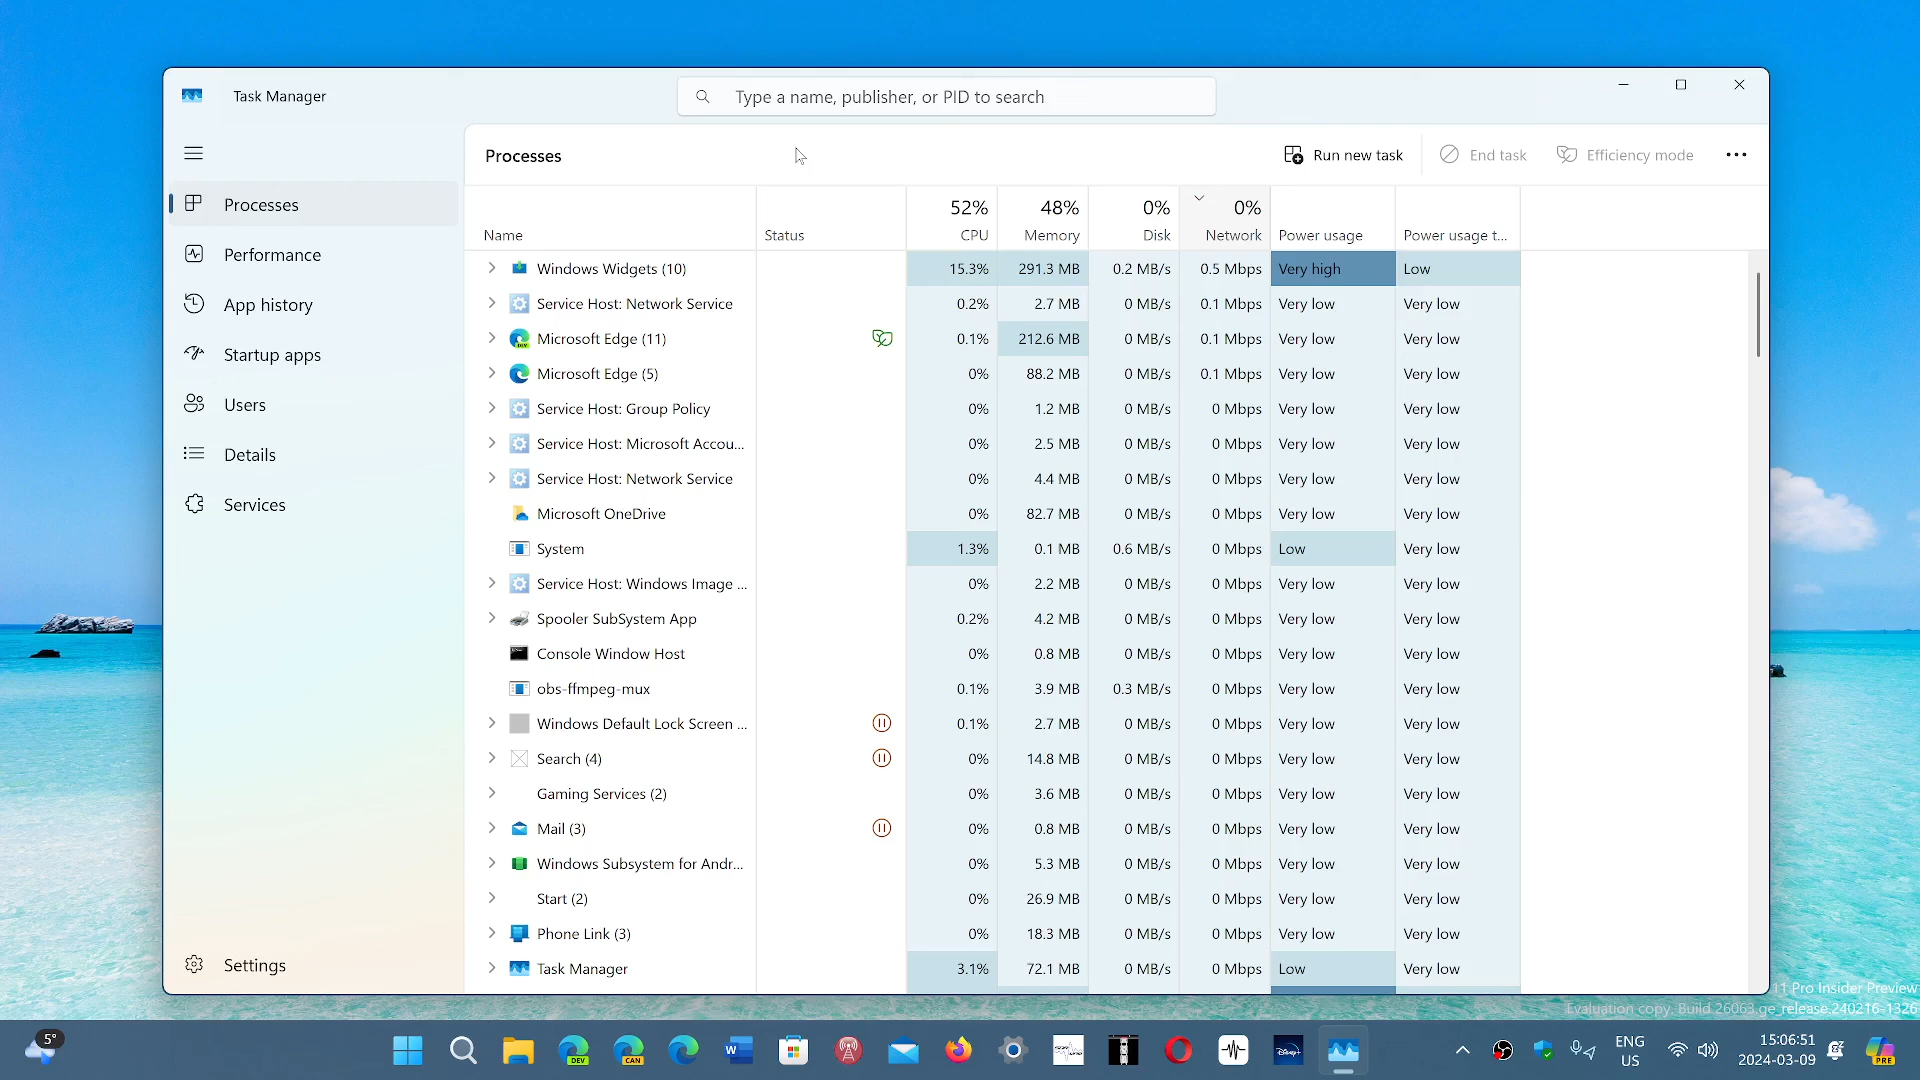 Task Manager
Type a name, publisher, or PID to search
Processes
Run new task
End task
Efficiency mode
Processes
Performance
App history
Startup apps
Users
Details
Services
Settings
52% 48% 0% 0%
Name Status CPU Memory Disk Network Power usage Power usage t...
Windows Widgets (10) 15.3% 291.3 MB 0.2 MB/s 0.5 Mbps Very high Low
Service Host: Network Service 0.2% 2.7 MB 0 MB/s 0.1 Mbps Very low Very low
Microsoft Edge (11) 0.1% 212.6 MB 0 MB/s 0.1 Mbps Very low Very low
Microsoft Edge (5) 0% 88.2 MB 0 MB/s 0.1 Mbps Very low Very low
Service Host: Group Policy 0% 1.2 MB 0 MB/s 0 Mbps Very low Very low
Service Host: Microsoft Accou... 0% 2.5 MB 0 MB/s 0 Mbps Very low Very low
Service Host: Network Service 0% 4.4 MB 0 MB/s 0 Mbps Very low Very low
Microsoft OneDrive 0% 82.7 MB 0 MB/s 0 Mbps Very low Very low
System 1.3% 0.1 MB 0.6 MB/s 0 Mbps Low Very low
Service Host: Windows Image ... 0% 2.2 MB 0 MB/s 0 Mbps Very low Very low
Spooler SubSystem App 0.2% 4.2 MB 0 MB/s 0 Mbps Very low Very low
Console Window Host 0% 0.8 MB 0 MB/s 0 Mbps Very low Very low
obs-ffmpeg-mux 0.1% 3.9 MB 0.3 MB/s 0 Mbps Very low Very low
Windows Default Lock Screen ... 0.1% 2.7 MB 0 MB/s 0 Mbps Very low Very low
Search (4) 0% 14.8 MB 0 MB/s 0 Mbps Very low Very low
Gaming Services (2) 0% 3.6 MB 0 MB/s 0 Mbps Very low Very low
Mail (3) 0% 0.8 MB 0 MB/s 0 Mbps Very low Very low
Windows Subsystem for Andr... 0% 5.3 MB 0 MB/s 0 Mbps Very low Very low
Start (2) 0% 26.9 MB 0 MB/s 0 Mbps Very low Very low
Phone Link (3) 0% 18.3 MB 0 MB/s 0 Mbps Very low Very low
Task Manager 3.1% 72.1 MB 0 MB/s 0 Mbps Low Very low
11 Pro Insider Preview
Evaluation copy. Build 26063.ge_release.240216-1326
5°
DEV
CAN
W
Disney+
ENG
US
15:06:51
2024-03-09
PRE